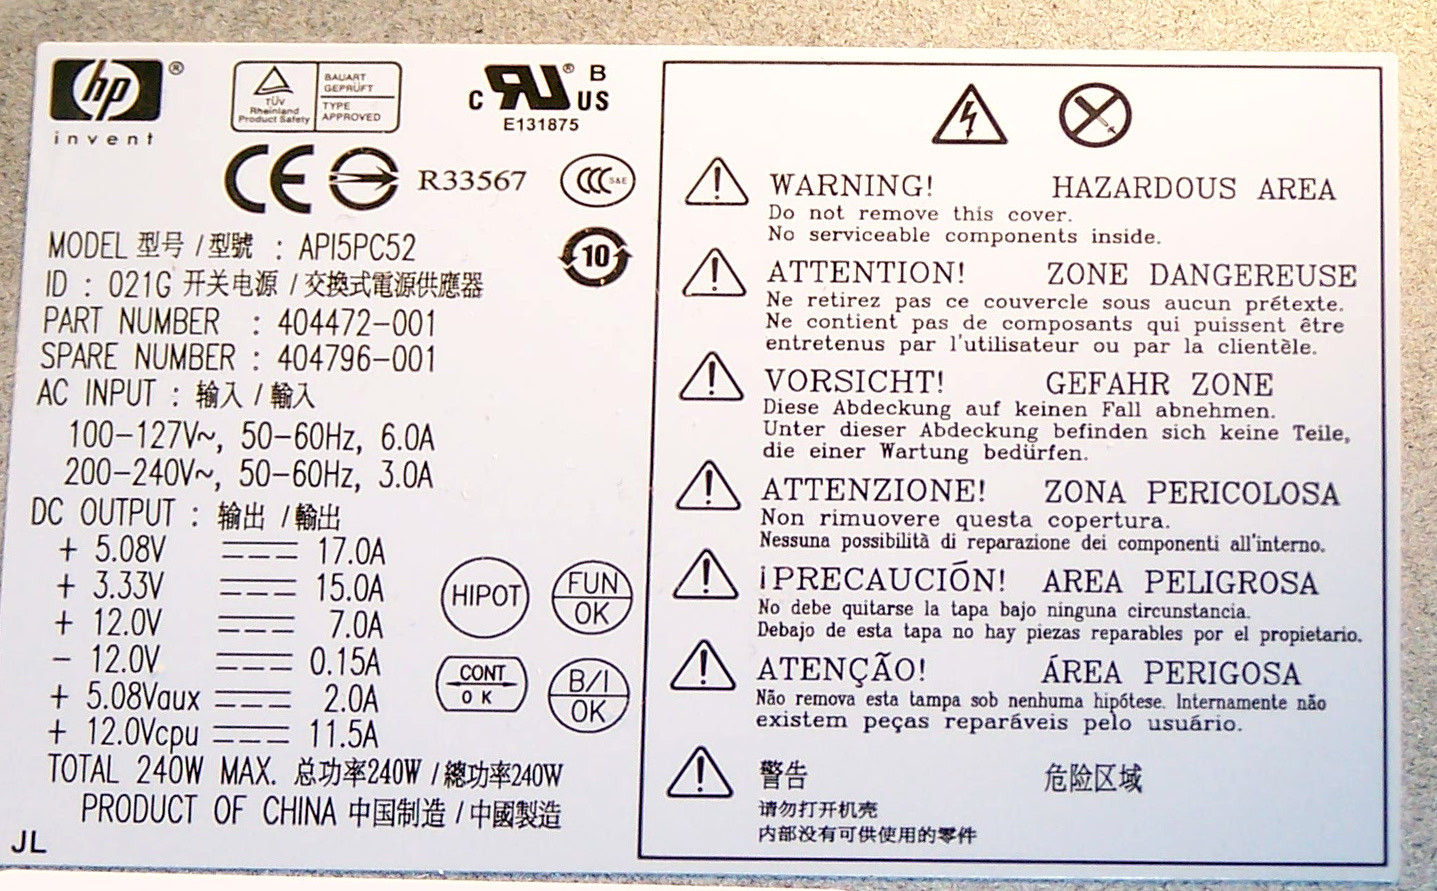 hp ®
invent
TÜV
Rheinland
Product Safety
BAUART
GEPRÜFT
TYPE
APPROVED
C RU ® US B
E131875
CE R33567 CCC S&E
10
MODEL 型号 / 型號 : API5PC52
ID : 021G 开关电源 / 交換式電源供應器
PART NUMBER : 404472-001
SPARE NUMBER : 404796-001
AC INPUT : 输入 / 輸入
100-127V~, 50-60Hz, 6.0A
200-240V~, 50-60Hz, 3.0A
DC OUTPUT : 输出 / 輸出
+ 5.08V 17.0A
+ 3.33V 15.0A
+ 12.0V 7.0A
- 12.0V 0.15A
+ 5.08Vaux 2.0A
+ 12.0Vcpu 11.5A
HIPOT
FUN
OK
CONT
OK
B/I
OK
TOTAL 240W MAX. 总功率240W / 總功率240W
PRODUCT OF CHINA 中国制造 / 中國製造
JL
WARNING! HAZARDOUS AREA
Do not remove this cover.
No serviceable components inside.
ATTENTION! ZONE DANGEREUSE
Ne retirez pas ce couvercle sous aucun prétexte.
Ne contient pas de composants qui puissent être
entretenus par l'utilisateur ou par la clientèle.
VORSICHT! GEFAHR ZONE
Diese Abdeckung auf keinen Fall abnehmen.
Unter dieser Abdeckung befinden sich keine Teile,
die einer Wartung bedürfen.
ATTENZIONE! ZONA PERICOLOSA
Non rimuovere questa copertura.
Nessuna possibilità di reparazione dei componenti all'interno.
¡PRECAUCIÓN! AREA PELIGROSA
No debe quitarse la tapa bajo ninguna circunstancia.
Debajo de esta tapa no hay piezas reparables por el propietario.
ATENÇÃO! ÁREA PERIGOSA
Não remova esta tampa sob nenhuma hipótese. Internamente não
existem peças reparáveis pelo usuário.
警告 危险区域
请勿打开机壳
内部没有可供使用的零件